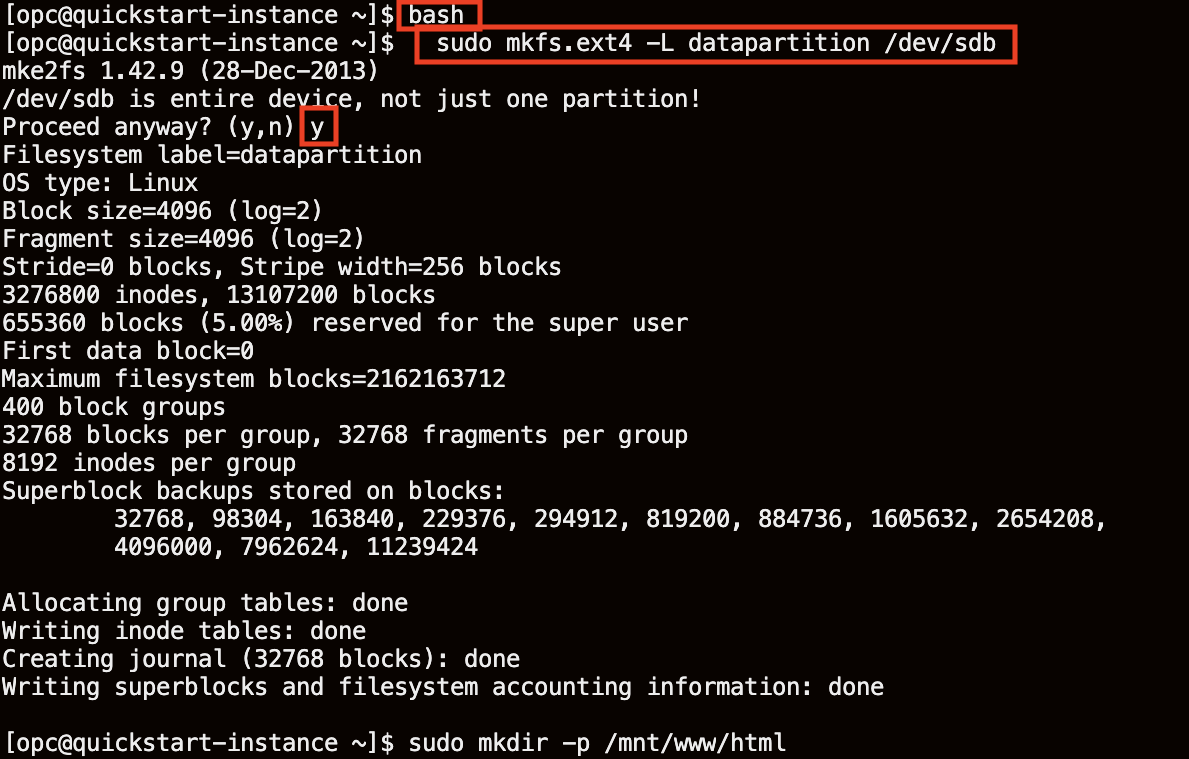 [opc@quickstart-instance ~]$ bash
[opc@quickstart-instance ~]$   sudo mkfs.ext4 -L datapartition /dev/sdb
mke2fs 1.42.9 (28-Dec-2013)
/dev/sdb is entire device, not just one partition!
Proceed anyway? (y,n) y
Filesystem label=datapartition
OS type: Linux
Block size=4096 (log=2)
Fragment size=4096 (log=2)
Stride=0 blocks, Stripe width=256 blocks
3276800 inodes, 13107200 blocks
655360 blocks (5.00%) reserved for the super user
First data block=0
Maximum filesystem blocks=2162163712
400 block groups
32768 blocks per group, 32768 fragments per group
8192 inodes per group
Superblock backups stored on blocks:
        32768, 98304, 163840, 229376, 294912, 819200, 884736, 1605632, 2654208,
        4096000, 7962624, 11239424
Allocating group tables: done
Writing inode tables: done
Creating journal (32768 blocks): done
Writing superblocks and filesystem accounting information: done
[opc@quickstart-instance ~]$ sudo mkdir -p /mnt/www/html